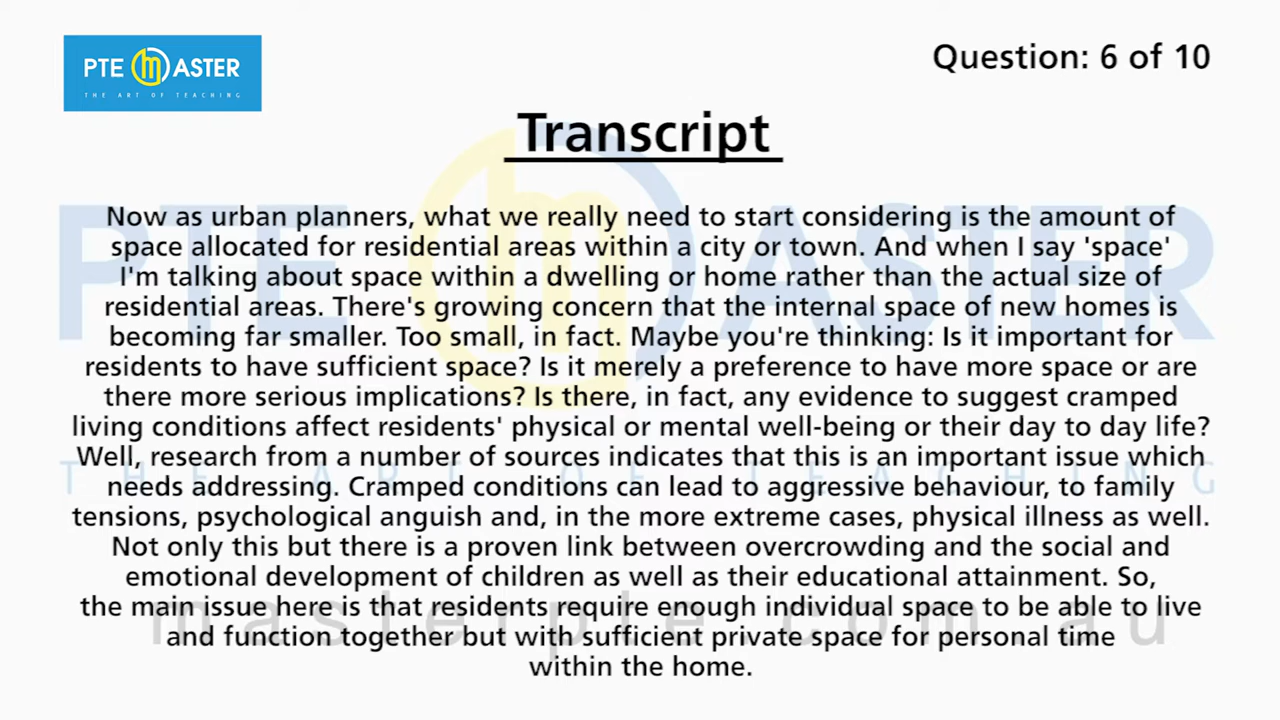 PTE MASTER
THE ART OF TEACHING
Question: 6 of 10
Transcript
Now as urban planners, what we really need to start considering is the amount of
space allocated for residential areas within a city or town. And when I say 'space'
I'm talking about space within a dwelling or home rather than the actual size of
residential areas. There's growing concern that the internal space of new homes is
becoming far smaller. Too small, in fact. Maybe you're thinking: Is it important for
residents to have sufficient space? Is it merely a preference to have more space or are
there more serious implications? Is there, in fact, any evidence to suggest cramped
living conditions affect residents' physical or mental well-being or their day to day life?
Well, research from a number of sources indicates that this is an important issue which
needs addressing. Cramped conditions can lead to aggressive behaviour, to family
tensions, psychological anguish and, in the more extreme cases, physical illness as well.
Not only this but there is a proven link between overcrowding and the social and
emotional development of children as well as their educational attainment. So,
the main issue here is that residents require enough individual space to be able to live
and function together but with sufficient private space for personal time
within the home.
PTE MASTER
THE ART OF TEACHING
masterpte.com.au